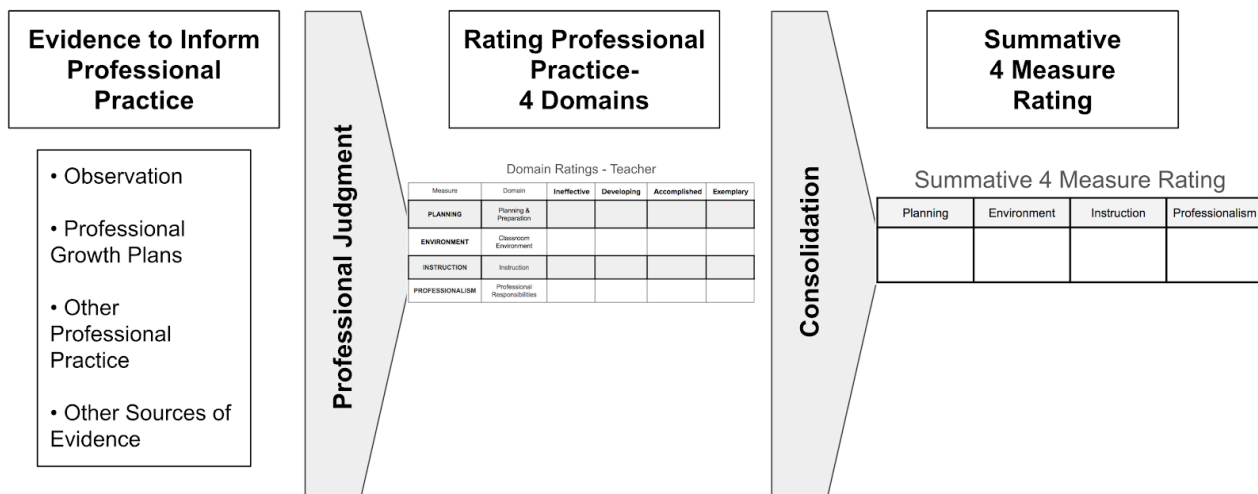 Evidence to Inform
Professional
Practice
• Observation
• Professional
Growth Plans
• Other
Professional
Practice
• Other Sources of
Evidence
Professional Judgment
Rating Professional
Practice-
4 Domains
Domain Ratings - Teacher
Measure Domain Ineffective Developing Accomplished Exemplary
PLANNING Planning &
Preparation
ENVIRONMENT Classroom
Environment
INSTRUCTION Instruction
PROFESSIONALISM Professional
Responsibilities
Consolidation
Summative
4 Measure
Rating
Summative 4 Measure Rating
Planning Environment Instruction Professionalism